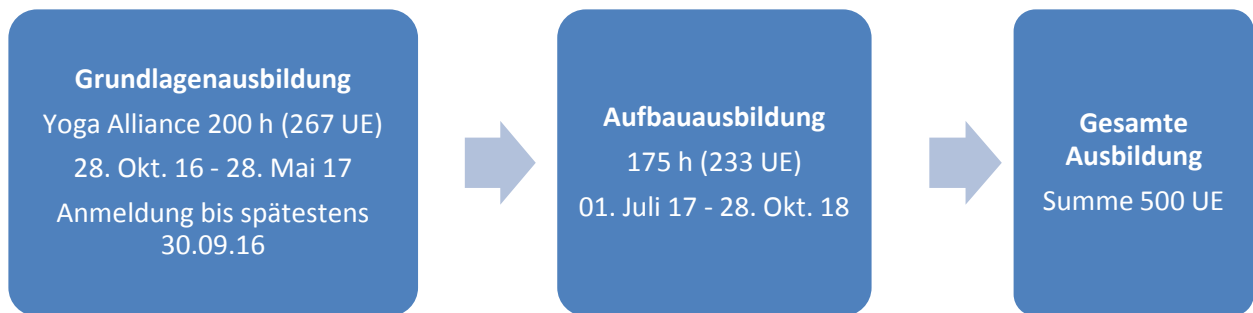 Grundlagenausbildung
Yoga Alliance 200 h (267 UE)
28. Okt. 16 - 28. Mai 17
Anmeldung bis spätestens
30.09.16
Aufbauausbildung
175 h (233 UE)
01. Juli 17 - 28. Okt. 18
Gesamte
Ausbildung
Summe 500 UE